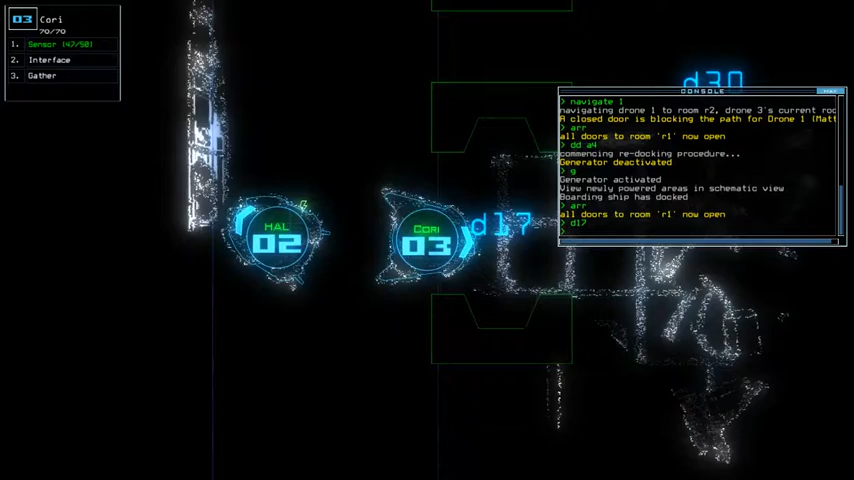 03 Cori
70/70
1. Sensor (47/50)
2. Interface
3. Gather
HAL
02
Cori
03
d17
d30
CONSOLE
MAX
> navigate 1
navigating drone 1 to room r2, drone 3's current roo
A closed door is blocking the path for Drone 1 (Matt
> arr
all doors to room 'r1' now open
> dd a4
commencing re-docking procedure...
Generator deactivated
> g
Generator activated
View newly powered areas in schematic view
Boarding ship has docked
> arr
all doors to room 'r1' now open
> d17
>